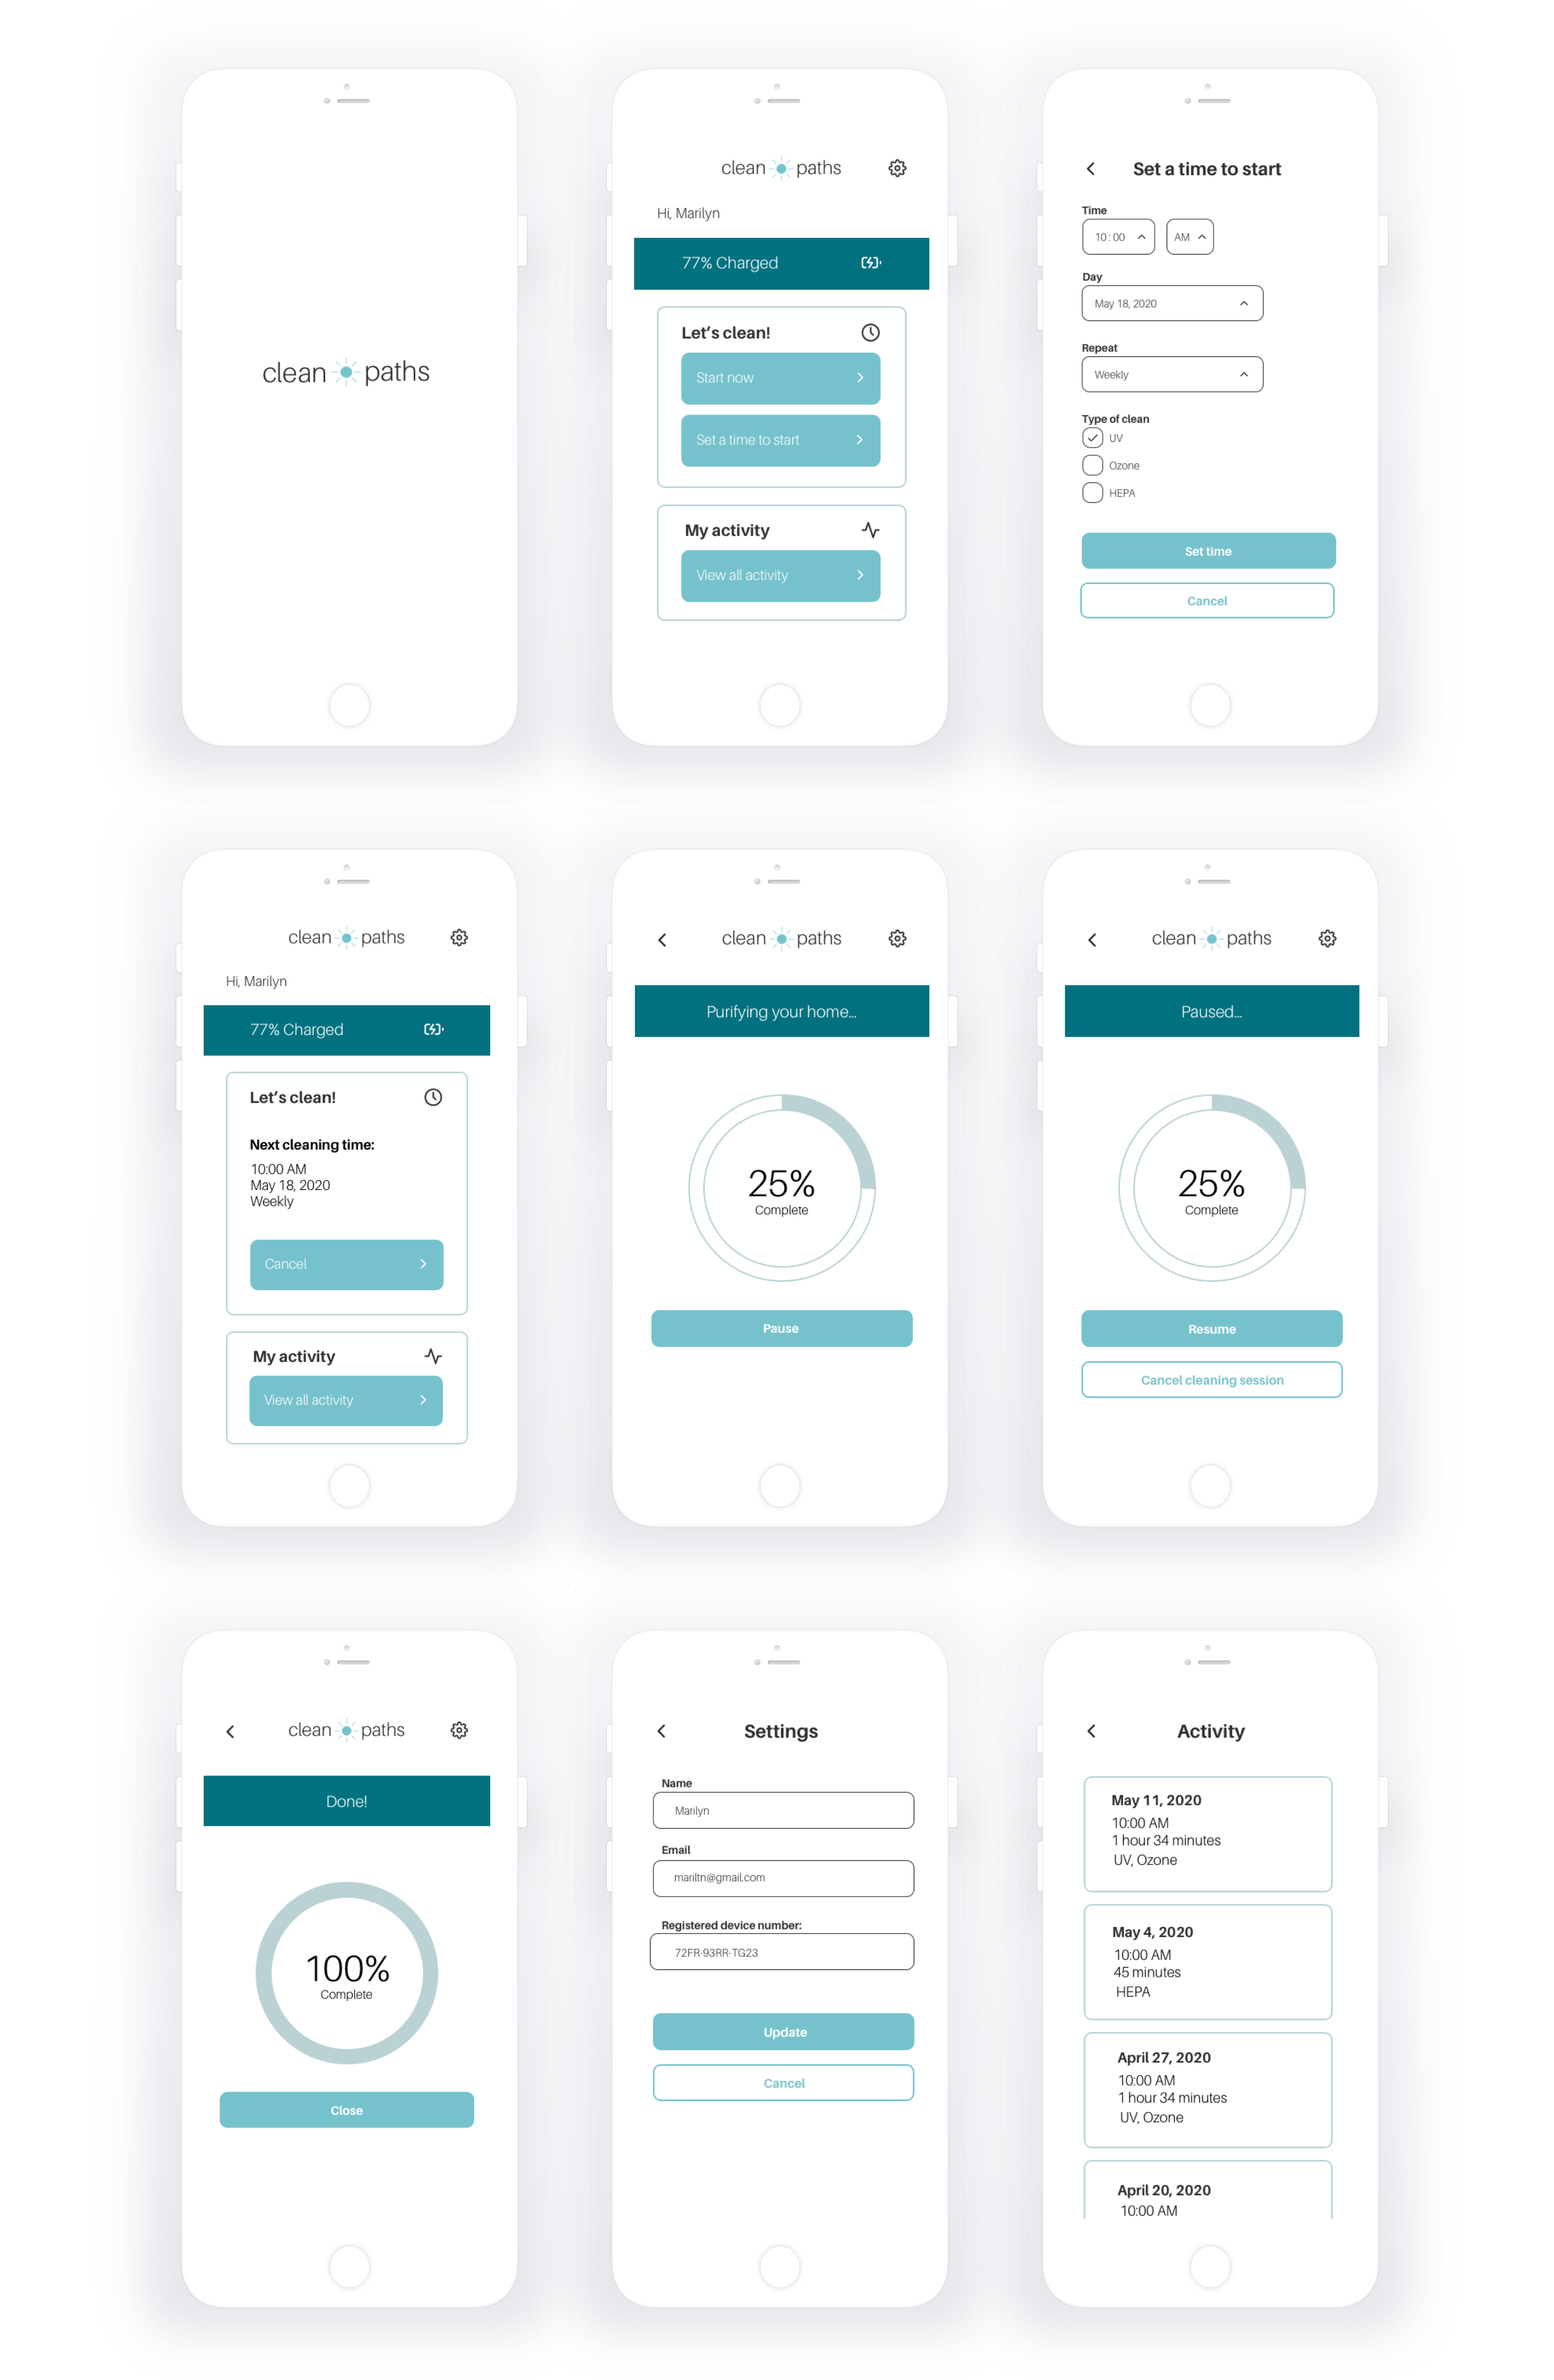 clean paths
clean paths
Hi, Marilyn
77% Charged
Let's clean!
Start now
Set a time to start
My activity
View all activity
Set a time to start
Time
10 : 00 AM
Day
May 18, 2020
Repeat
Weekly
Type of clean
UV
Ozone
HEPA
Set time
Cancel
clean paths
Hi, Marilyn
77% Charged
Let's clean!
Next cleaning time:
10:00 AM
May 18, 2020
Weekly
Cancel
My activity
View all activity
clean paths
Purifying your home...
25%
Complete
Pause
clean paths
Paused...
25%
Complete
Resume
Cancel cleaning session
clean paths
Done!
100%
Complete
Close
Settings
Name
Marilyn
Email
mariltn@gmail.com
Registered device number:
72FR-93RR-TG23
Update
Cancel
Activity
May 11, 2020
10:00 AM
1 hour 34 minutes
UV, Ozone
May 4, 2020
10:00 AM
45 minutes
HEPA
April 27, 2020
10:00 AM
1 hour 34 minutes
UV, Ozone
April 20, 2020
10:00 AM